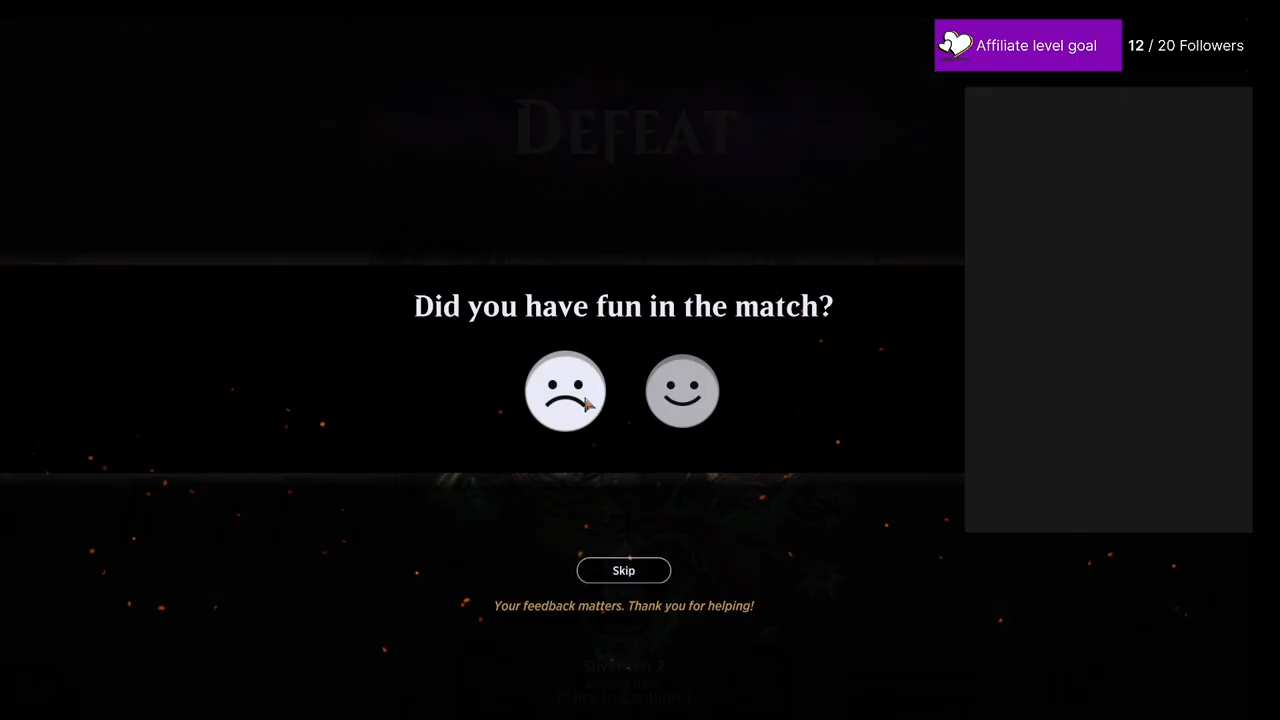 Affiliate level goal 12 / 20 Followers
DEFEAT
Did you have fun in the match?
Skip
Your feedback matters. Thank you for helping!